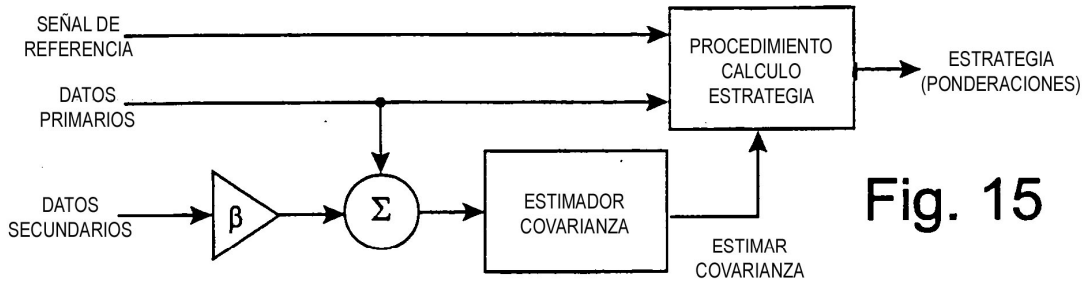 SEÑAL DE
REFERENCIA
DATOS
PRIMARIOS
DATOS
SECUNDARIOS
β
Σ
ESTIMADOR
COVARIANZA
ESTIMAR
COVARIANZA
PROCEDIMIENTO
CALCULO
ESTRATEGIA
ESTRATEGIA
(PONDERACIONES)
Fig. 15